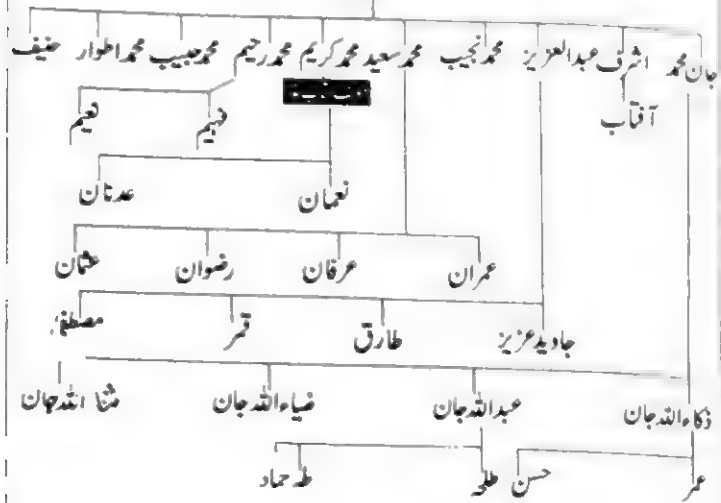 جان محمد اشرف عبدالعزیز محمد نجیب محمد سعید محمد کریم محمد رحیم محمد حبیب محمد اطوار حنیف
آفتاب فہیم نعیم
نعمان عدنان
عمران عرفان رضوان عثمان
جاوید عزیز طارق قمر مصطفیٰ
ذکاء اللہ جان عبداللہ جان ضیاء اللہ جان ثناء اللہ جان
عمر حسن طلحہ طہ حماد